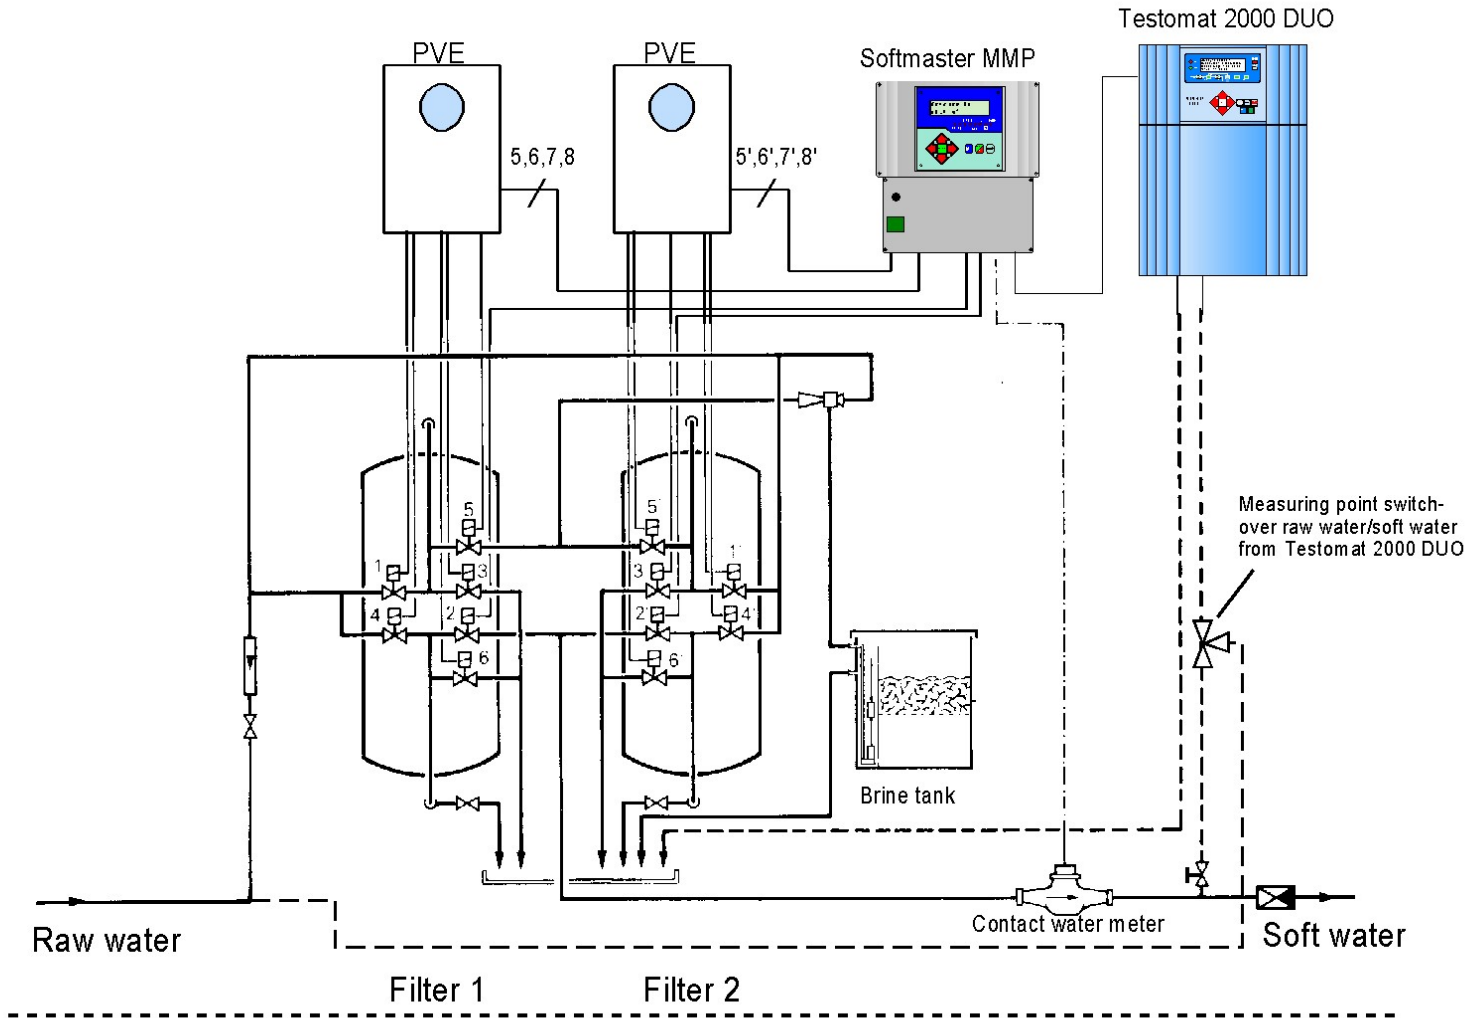 Testomat 2000 DUO
PVE
PVE
Softmaster MMP
5,6,7,8
5',6',7',8'
Measuring point switch-
over raw water/soft water
from Testomat 2000 DUO
5
5'
1
3
3
1'
4
2
2'
4'
6
6'
Brine tank
Contact water meter
Raw water
Soft water
Filter 1
Filter 2